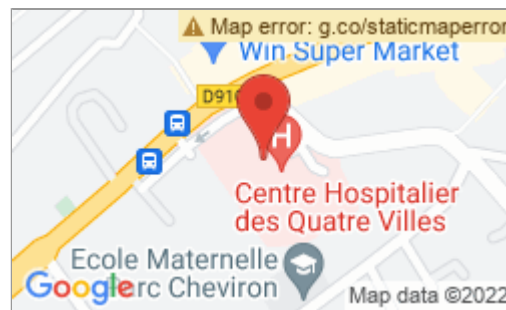 Map error: g.co/staticmaperror
Win Super Market
D910
H
Centre Hospitalier
des Quatre Villes
Ecole Maternelle
Google arc Cheviron
Map data ©2022